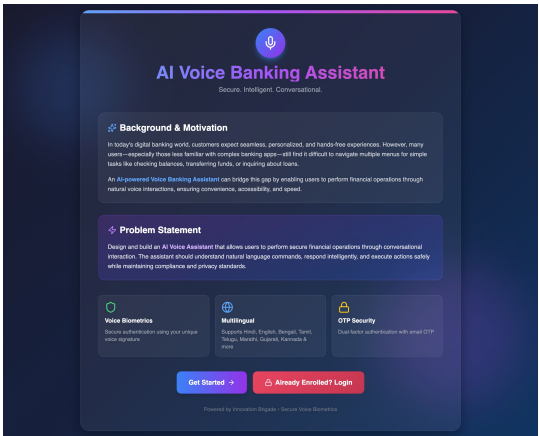 AI Voice Banking Assistant
Secure. Intelligent. Conversational.
Background & Motivation
In today's digital banking world, customers expect seamless, personalized, and hands-free experiences. However, many
users—especially those less familiar with complex banking apps—still find it difficult to navigate multiple menus for simple
tasks like checking balances, transferring funds, or inquiring about loans.
An AI-powered Voice Banking Assistant can bridge this gap by enabling users to perform financial operations through
natural voice interactions, ensuring convenience, accessibility, and speed.
Problem Statement
Design and build an AI Voice Assistant that allows users to perform secure financial operations through conversational
interaction. The assistant should understand natural language commands, respond intelligently, and execute actions safely
while maintaining compliance and privacy standards.
Voice Biometrics
Secure authentication using your unique
voice signature
Multilingual
Supports Hindi, English, Bengali, Tamil,
Telugu, Marathi, Gujarati, Kannada &
more
OTP Security
Dual-factor authentication with email OTP
Get Started →
Already Enrolled? Login
Powered by Innovation Brigade • Secure Voice Biometrics